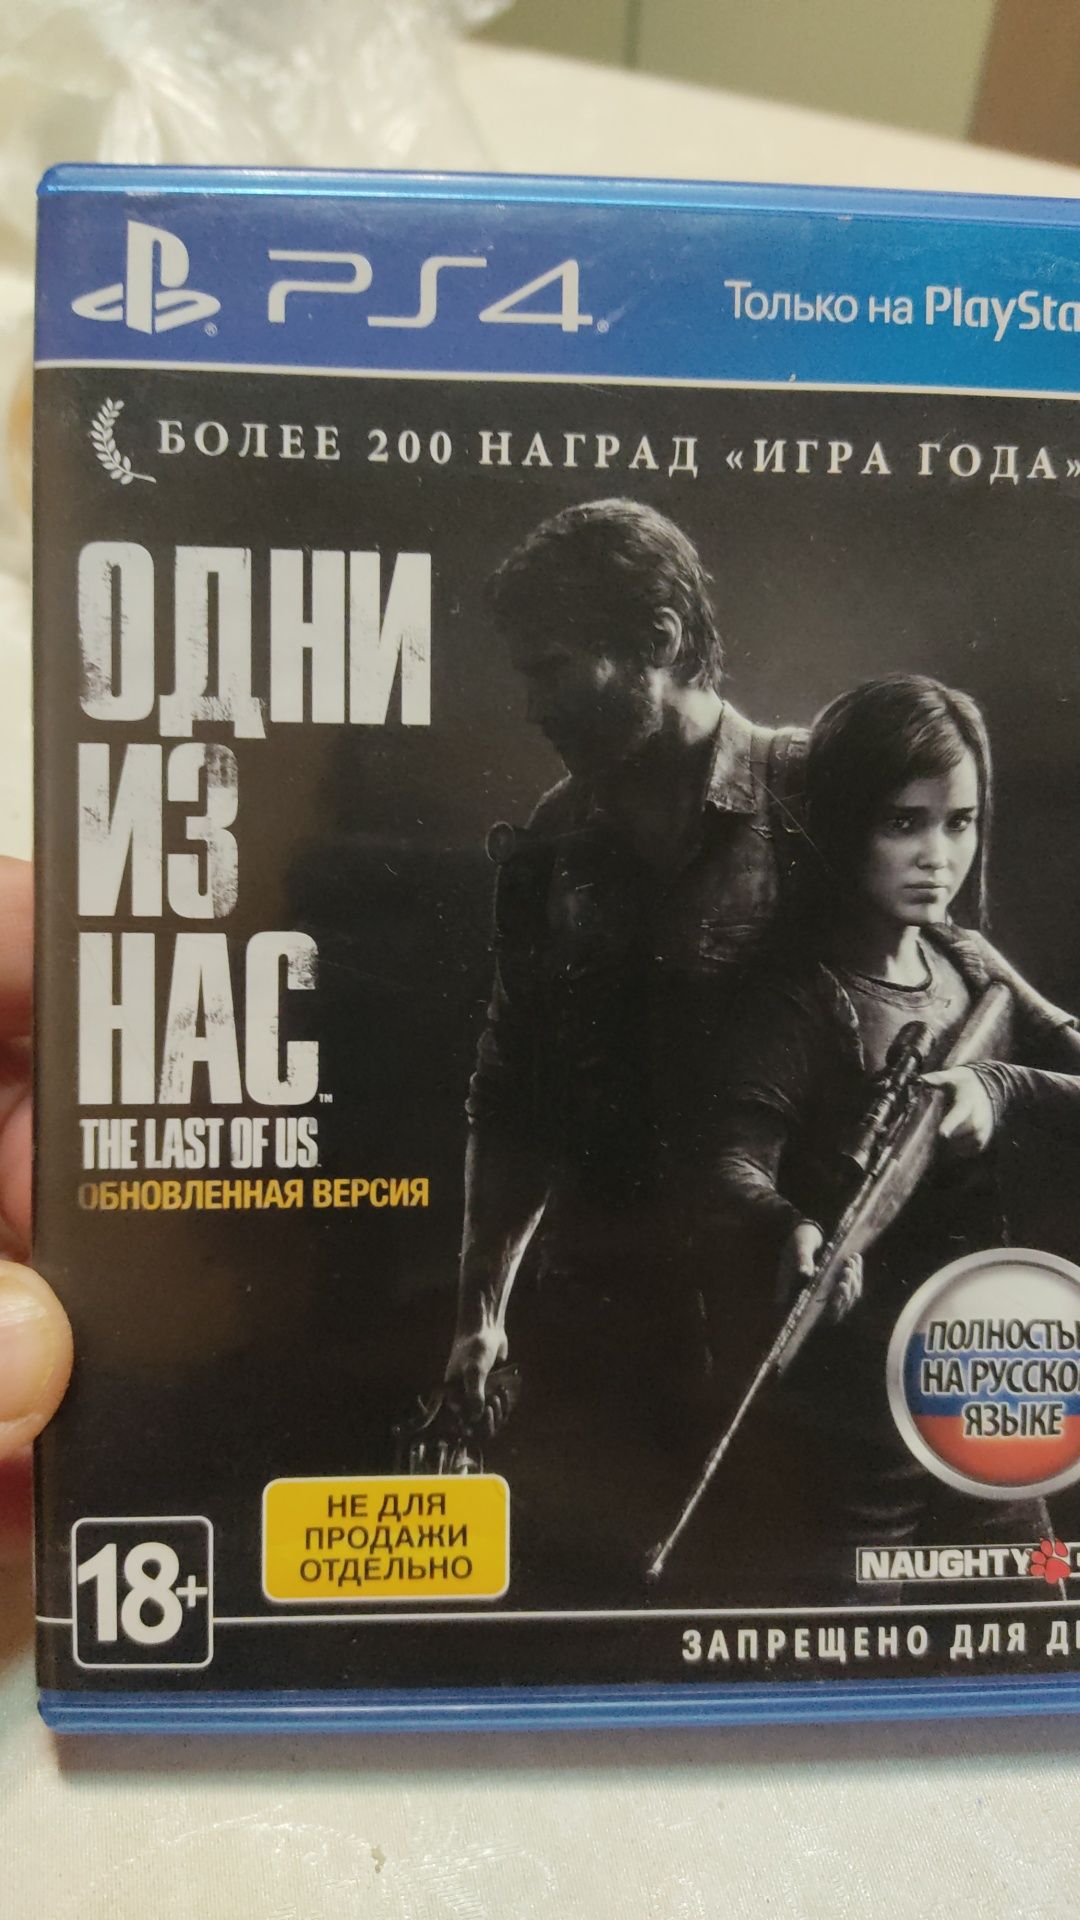 PS4
Только на PlaySta
БОЛЕЕ 200 НАГРАД «ИГРА ГОДА»
ОДНИ
ИЗ
НАС™
THE LAST OF US
ОБНОВЛЕННАЯ ВЕРСИЯ
ПОЛНОСТЬ
НА РУССКО
ЯЗЫКЕ
НЕ ДЛЯ
ПРОДАЖИ
ОТДЕЛЬНО
NAUGHTY
18+
ЗАПРЕЩЕНО ДЛЯ